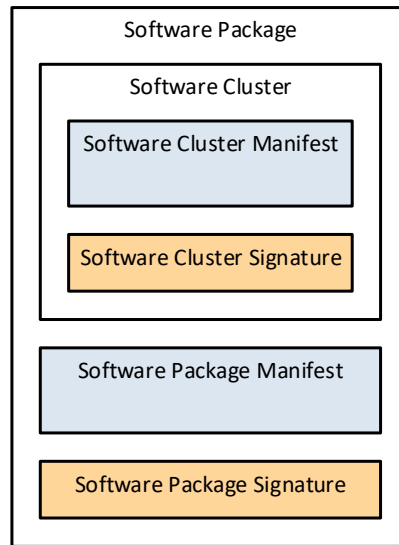 Software Package
Software Cluster
Software Cluster Manifest
Software Cluster Signature
Software Package Manifest
Software Package Signature